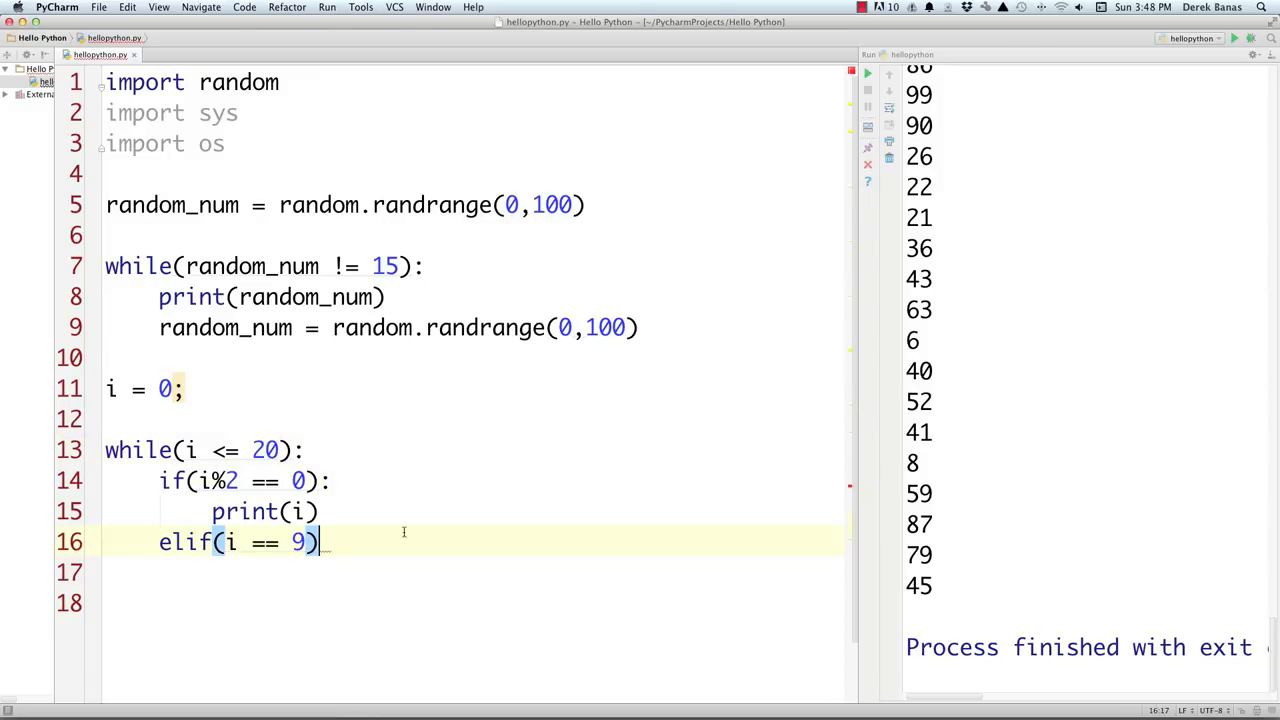 PyCharm File Edit View Navigate Code Refactor Run Tools VCS Window Help 10 Sun 3:48 PM Derek Banas
hellopython.py - Hello Python - [~/PycharmProjects/Hello Python]
Hello Python hellopython.py hellopython
hellopython.py × Run hellopython
Hello P
hell
Extern
1 import random
2 import sys
3 import os
4
5 random_num = random.randrange(0,100)
6
7 while(random_num != 15):
8 print(random_num)
9 random_num = random.randrange(0,100)
10
11 i = 0;
12
13 while(i <= 20):
14 if(i%2 == 0):
15 print(i)
16 elif(i == 9)
17
18
99
90
26
22
21
36
43
63
6
40
52
41
8
59
87
79
45
Process finished with exit
16:17 LF UTF-8